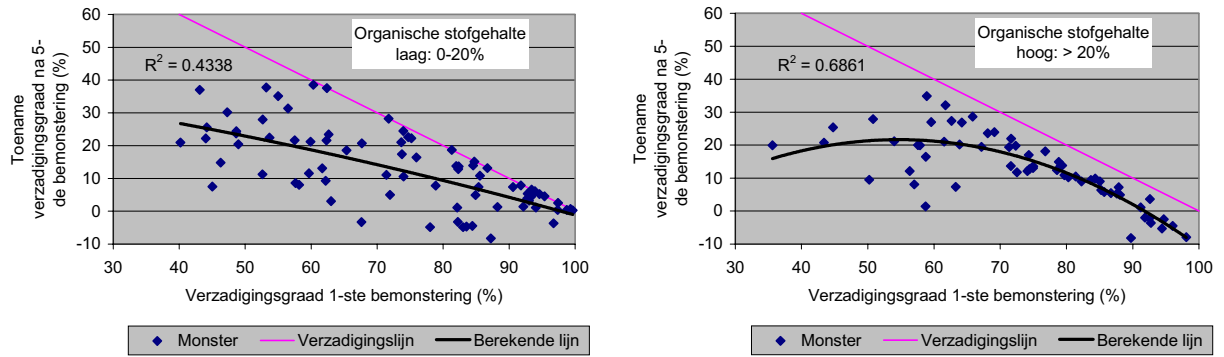 Toename
verzadigingsgraad na 5-
de bemonstering (%)
60
50
40
30
20
10
0
-10
Organische stofgehalte
laag: 0-20%
R² = 0.4338
30 40 50 60 70 80 90 100
Verzadigingsgraad 1-ste bemonstering (%)
Monster Verzadigingslijn Berekende lijn
Toename
verzadigingsgraad na 5-
de bemonstering (%)
60
50
40
30
20
10
0
-10
Organische stofgehalte
hoog: > 20%
R² = 0.6861
30 40 50 60 70 80 90 100
Verzadigingsgraad 1-ste bemonstering (%)
Monster Verzadigingslijn Berekende lijn